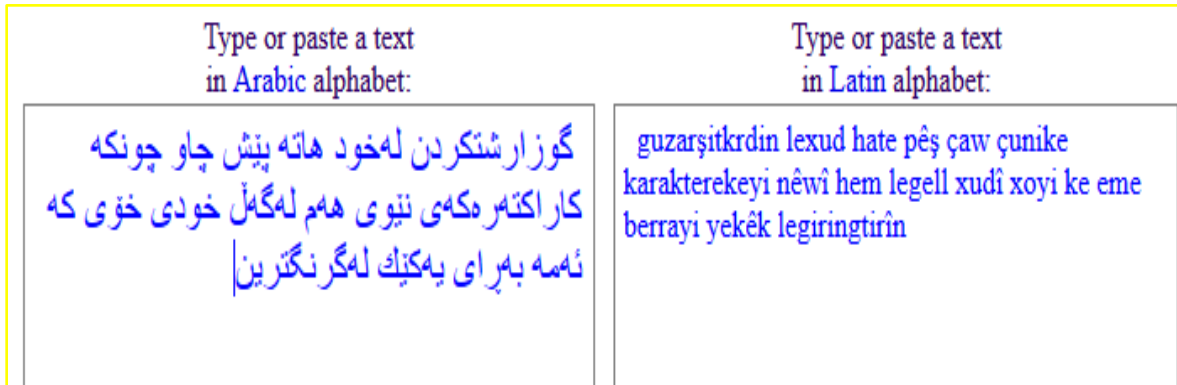 Type or paste a text
in Arabic alphabet:
گوزارشتکردن لەخود هاتە پێش چاو چونکە
کاراکتەرەکەی نێوی هەم لەگەڵ خودی خۆی کە
ئەمە بەڕای یەکێك لەگرنگترین
Type or paste a text
in Latin alphabet:
guzarşitkrdin lexud hate pêş çaw çunike
karakterekeyi nêwî hem legell xudî xoyi ke eme
berrayi yekêk legiringtirîn